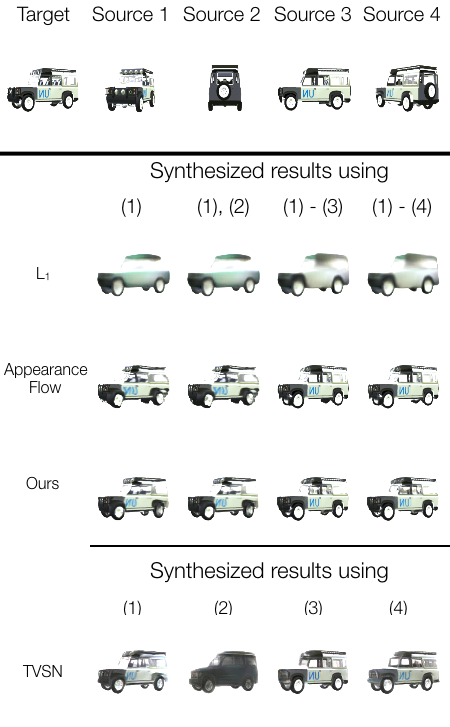 Target Source 1 Source 2 Source 3 Source 4
Synthesized results using
(1) (1), (2) (1) - (3) (1) - (4)
L₁
Appearance
Flow
Ours
Synthesized results using
(1) (2) (3) (4)
TVSN